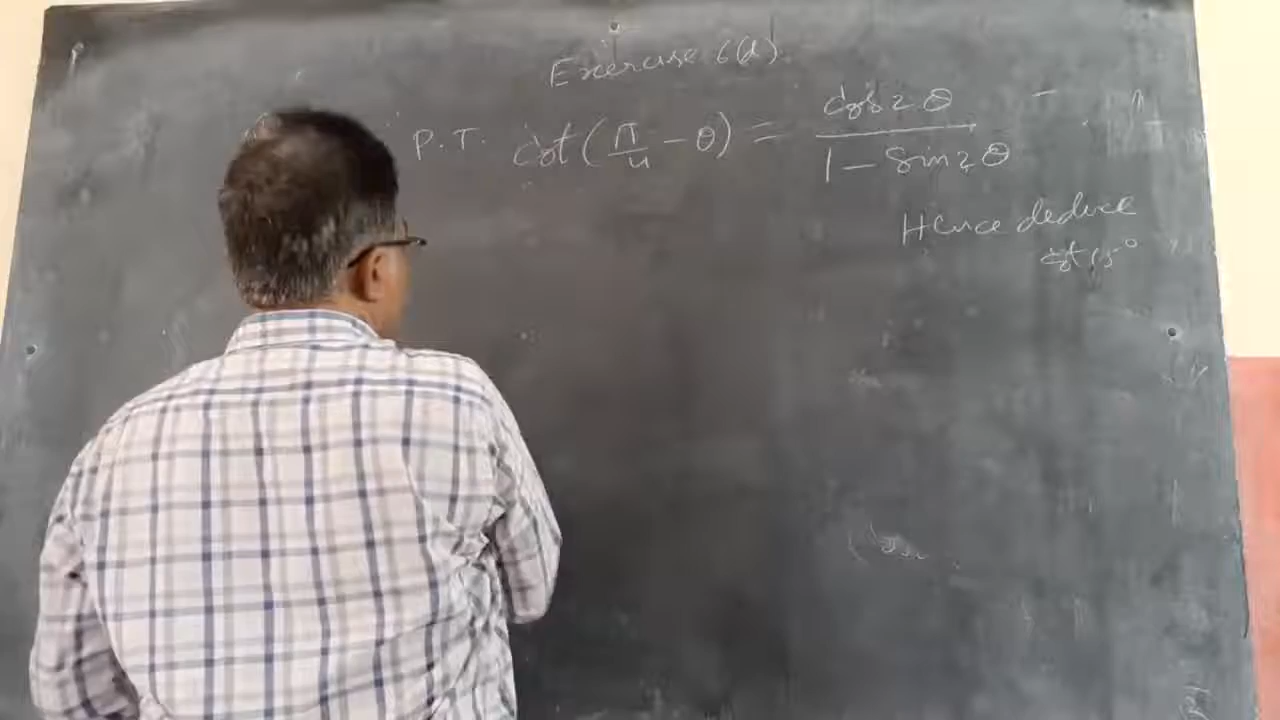 Exercise 6(d).
P.T. cot(π/4 - θ) = cos2θ / 1 - Sin2θ
Hence deduce
cot 15°